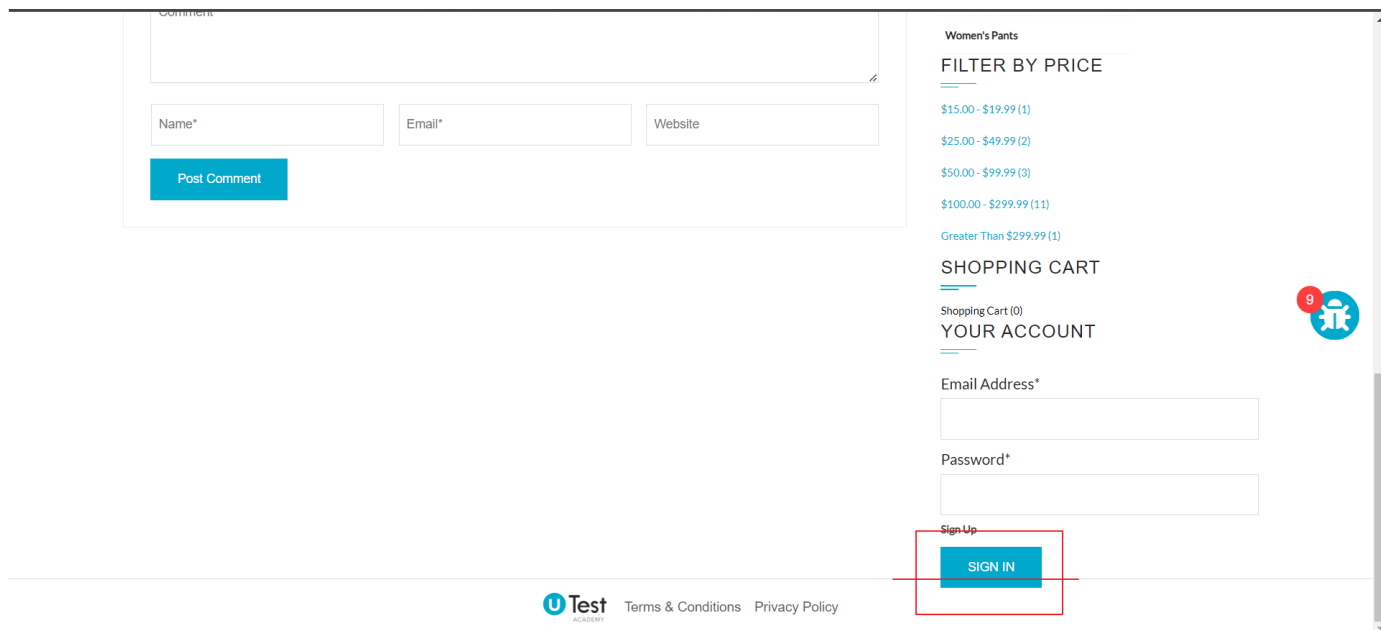 Comment
Name*
Email*
Website
Post Comment
Women's Pants
FILTER BY PRICE
$15.00 - $19.99 (1)
$25.00 - $49.99 (2)
$50.00 - $99.99 (3)
$100.00 - $299.99 (11)
Greater Than $299.99 (1)
SHOPPING CART
Shopping Cart (0)
YOUR ACCOUNT
9
Email Address*
Password*
Sign Up
SIGN IN
U Test
ACADEMY
Terms & Conditions Privacy Policy